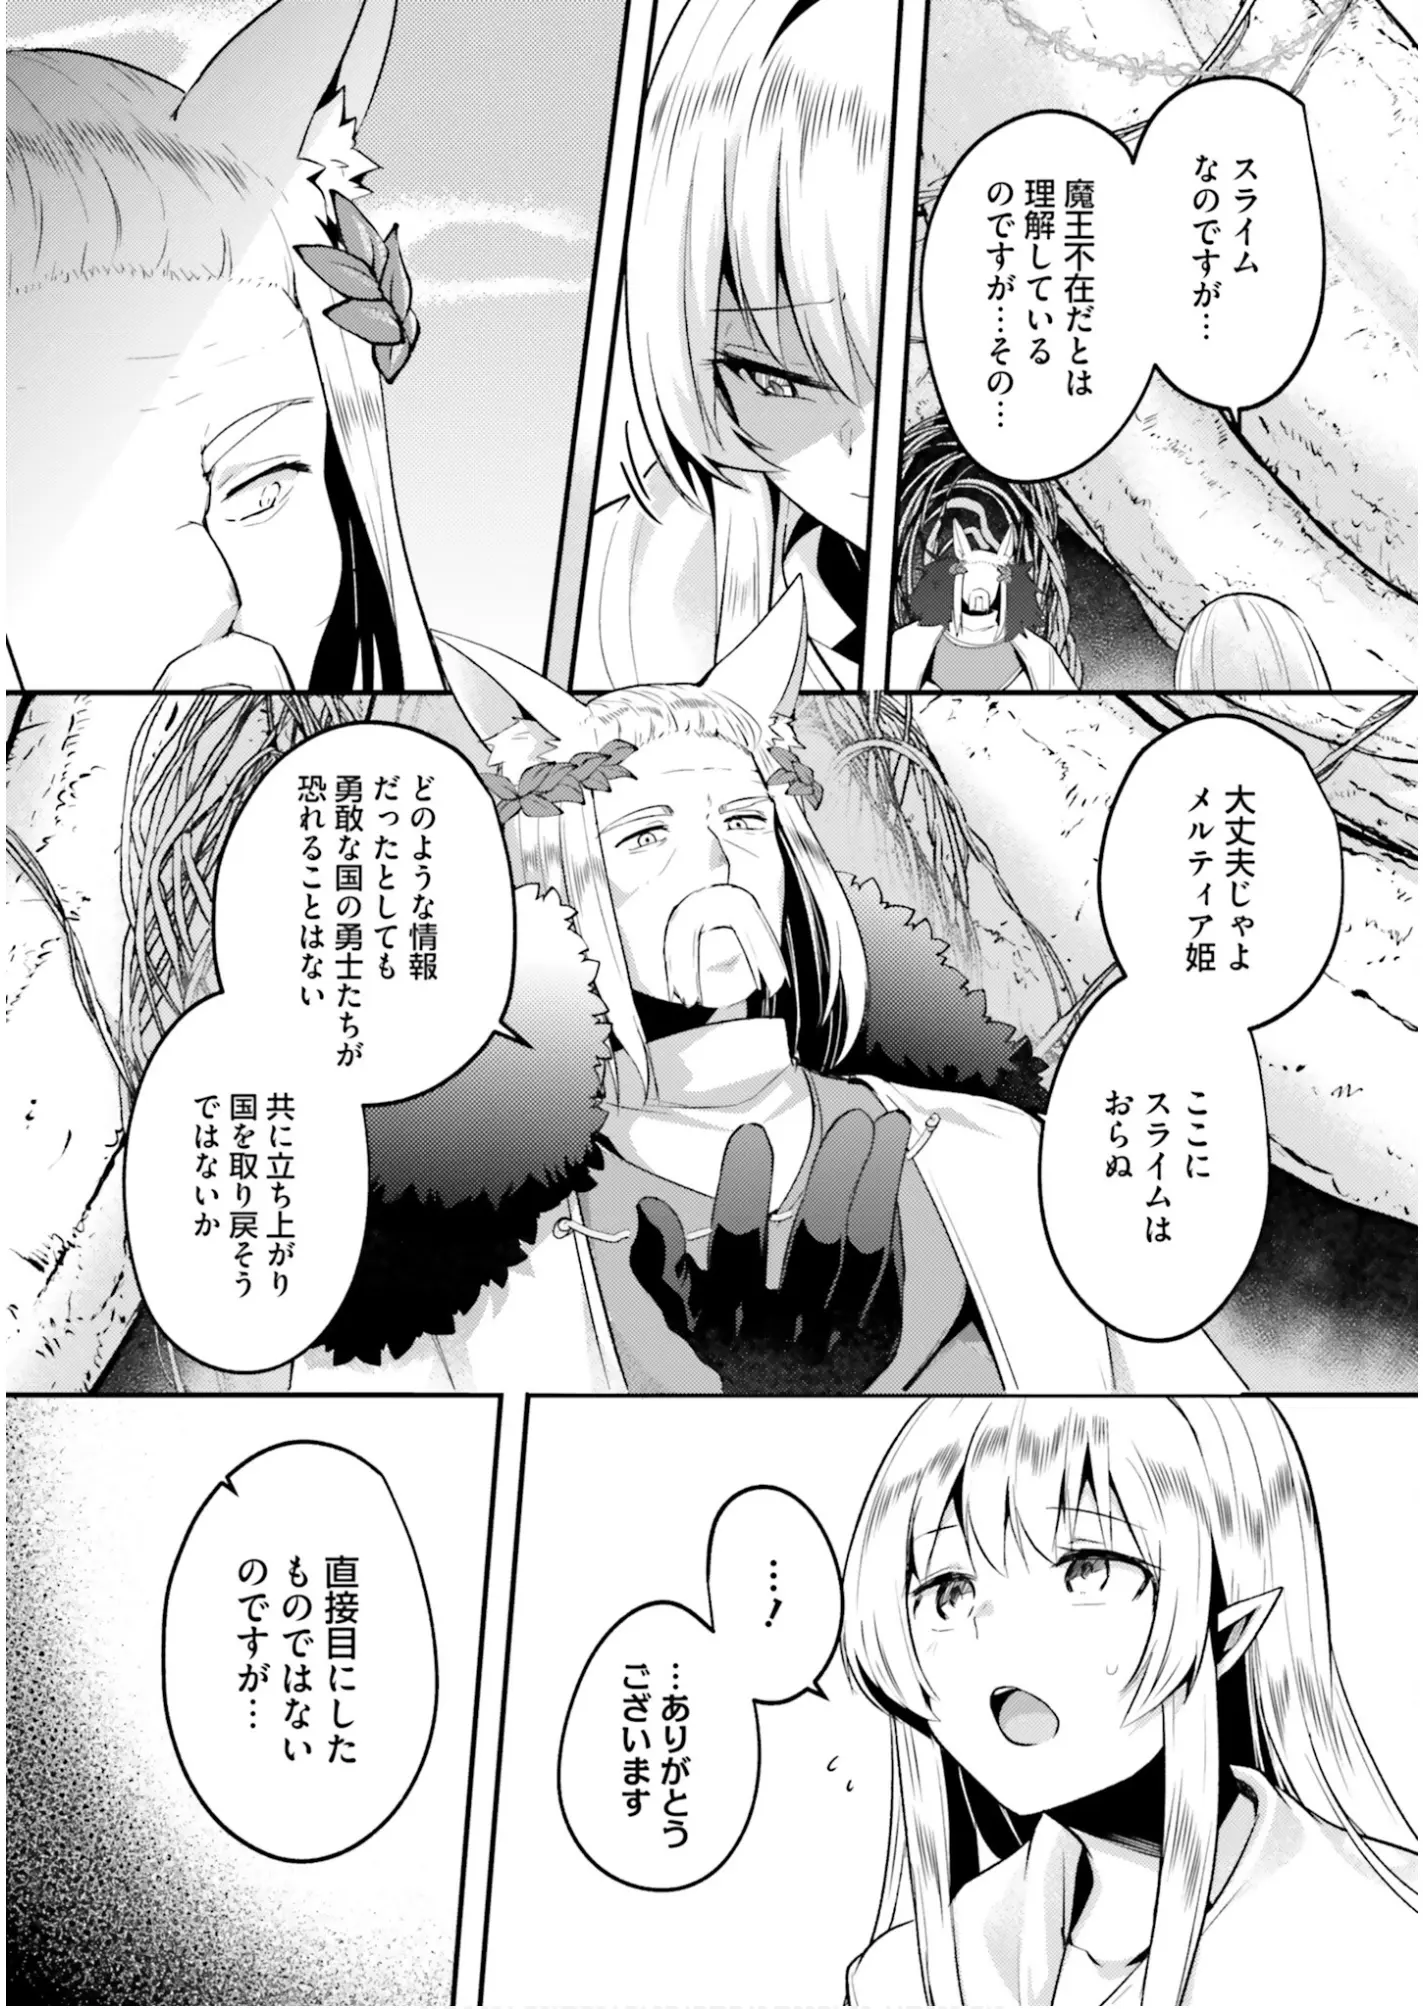 スライム
なのですが…
魔王不在だとは
理解している
のですが…その…
大丈夫じゃよ
メルティア姫
ここに
スライムは
おらぬ
どのような情報
だったとしても
勇敢な国の勇士たちが
恐れることはない
共に立ち上がり
国を取り戻そう
ではないか
…！
…ありがとう
ございます
直接目にした
ものではない
のですが…